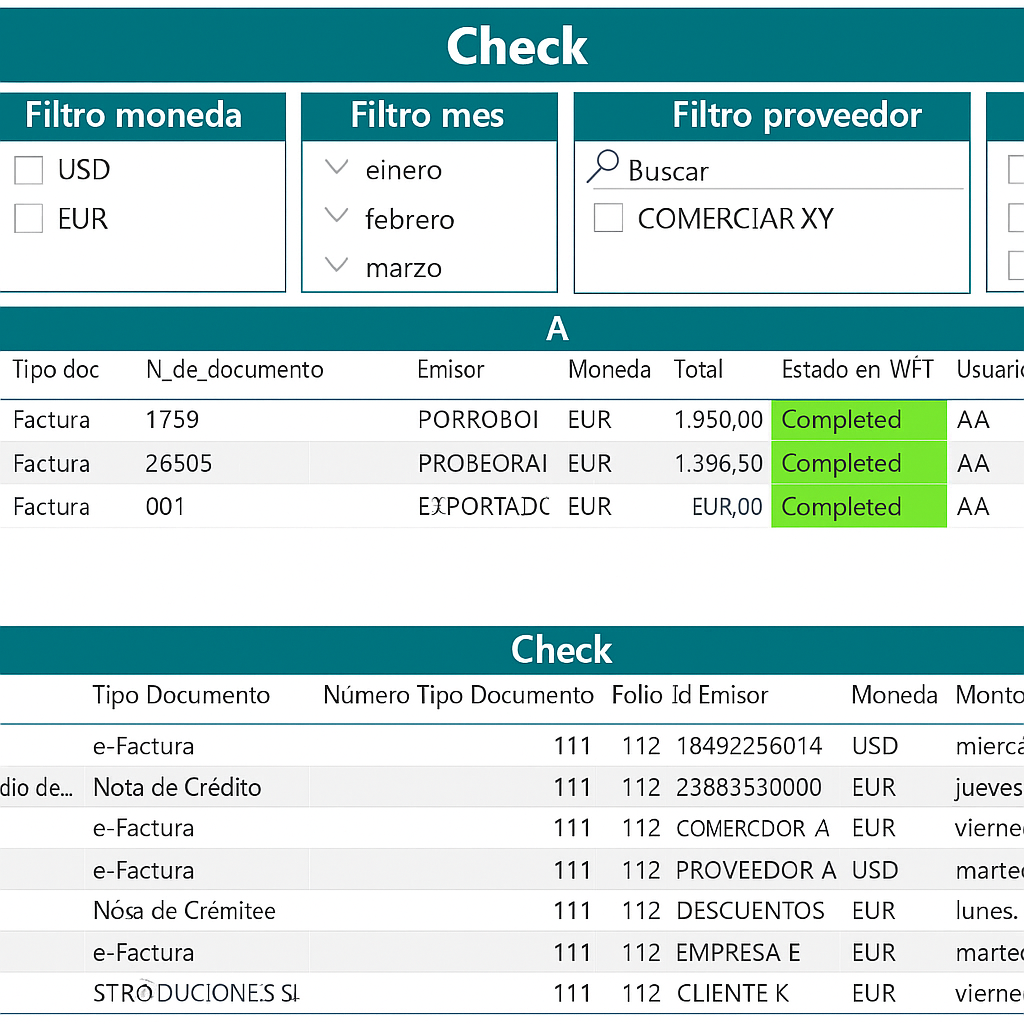 Check
Filtro moneda Filtro mes Filtro proveedor
USD einero Buscar
EUR febrero COMERCIAR XY
marzo
A
Tipo doc N_de_documento Emisor Moneda Total Estado en WFT Usuario
Factura 1759 PORROBOI EUR 1.950,00 Completed AA
Factura 26505 PROBEORAI EUR 1.396,50 Completed AA
Factura 001 EUR EUR,00 Completed AA
Check
Tipo Documento Número Tipo Documento Folio Id Emisor Moneda Monto
e-Factura 111 112 18492256014 USD mierca
dio de... Nota de Crédito 111 112 23883530000 EUR jueves
e-Factura 111 112 COMERCDOR A EUR vierne
e-Factura 111 112 PROVEEDOR A USD marte
Nósa de Crémitee 111 112 DESCUENTOS EUR lunes.
e-Factura 111 112 EMPRESA E EUR marte
111 112 CLIENTE K EUR vierne